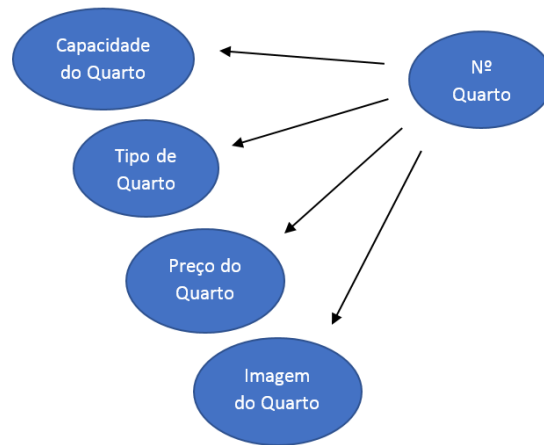 Capacidade
do Quarto
Nº
Quarto
Tipo de
Quarto
Preço do
Quarto
Imagem
do Quarto